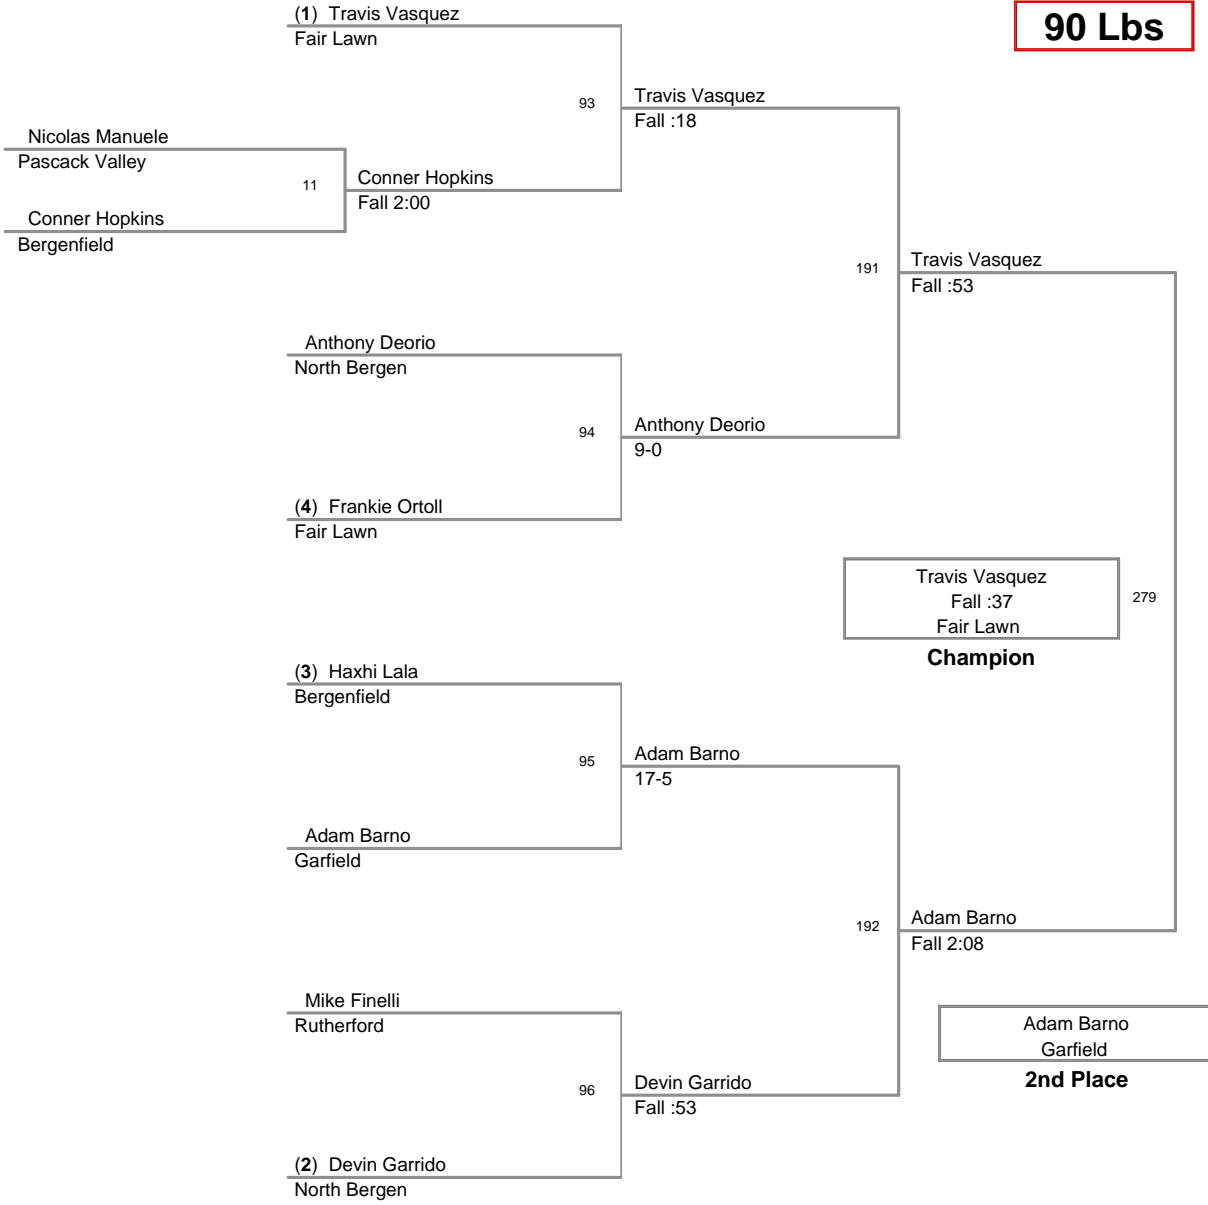 (1) Travis Vasquez
Fair Lawn
90 Lbs
93
Travis Vasquez
Fall :18
Nicolas Manuele
Pascack Valley
11
Conner Hopkins
Fall 2:00
Conner Hopkins
Bergenfield
191
Travis Vasquez
Fall :53
Anthony Deorio
North Bergen
94
Anthony Deorio
9-0
(4) Frankie Ortoll
Fair Lawn
Travis Vasquez
Fall :37
Fair Lawn
279
Champion
(3) Haxhi Lala
Bergenfield
95
Adam Barno
17-5
Adam Barno
Garfield
192
Adam Barno
Fall 2:08
Mike Finelli
Rutherford
Adam Barno
Garfield
2nd Place
96
Devin Garrido
Fall :53
(2) Devin Garrido
North Bergen